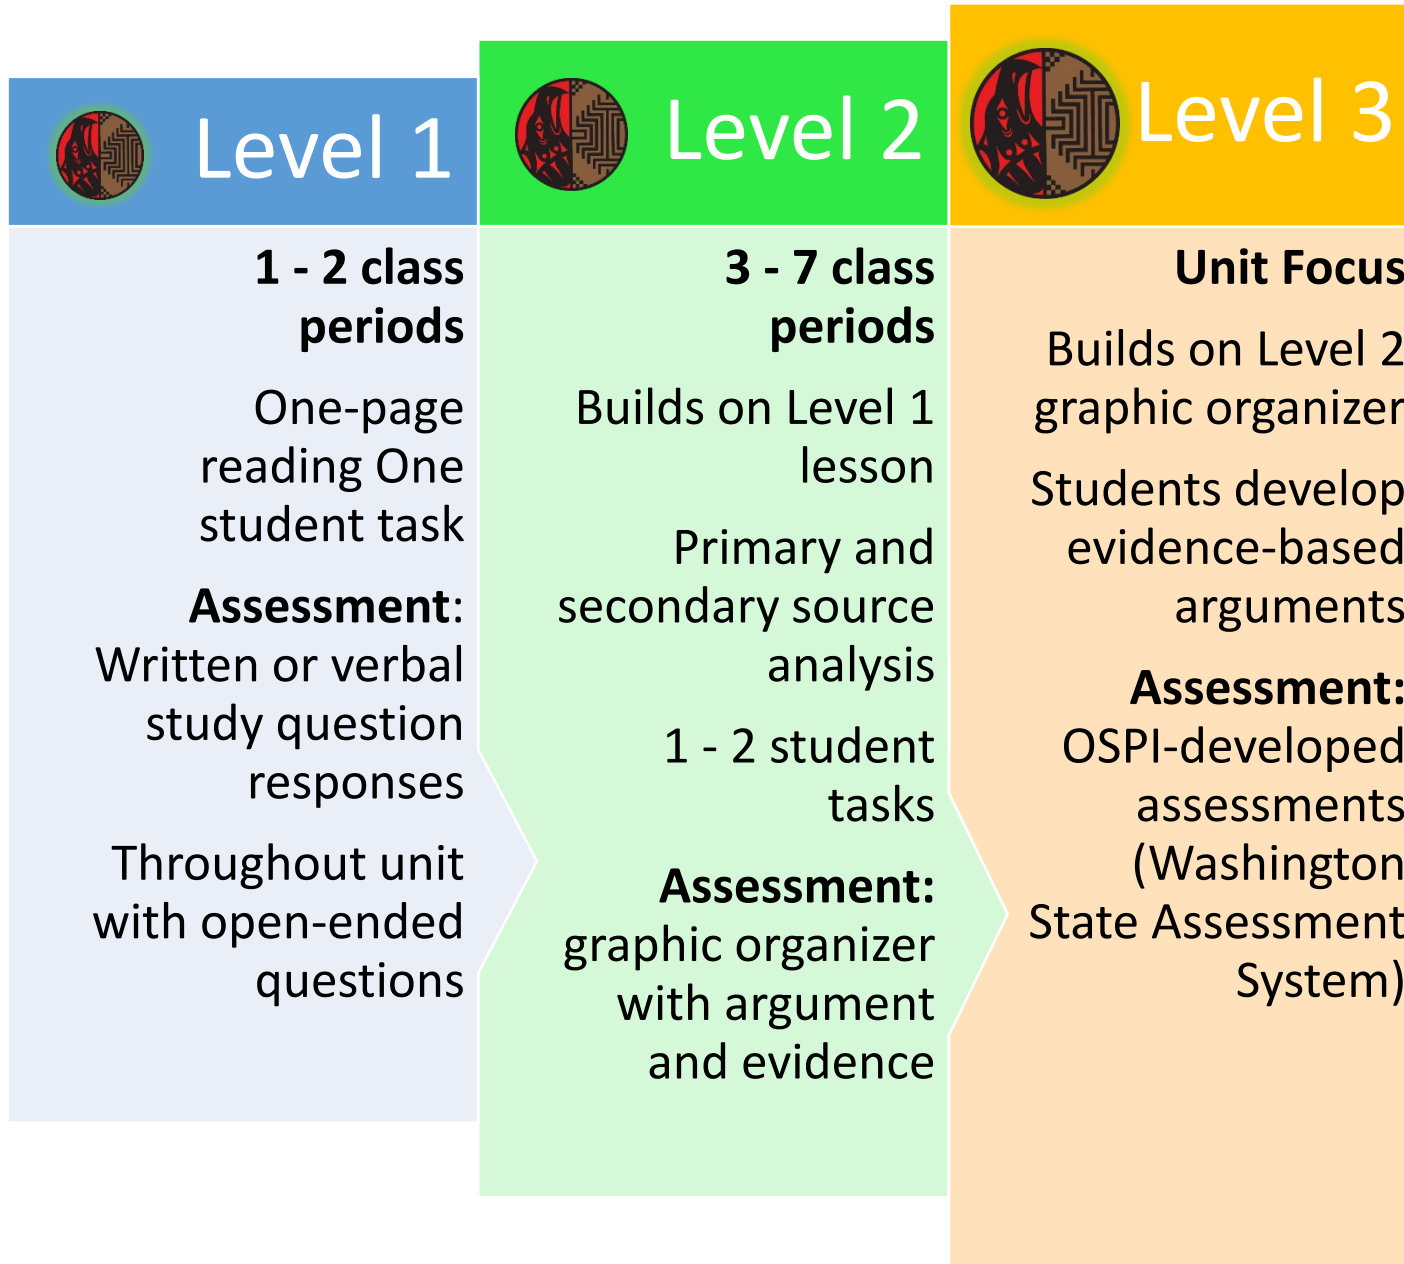 Level 1
1 - 2 class
periods
One-page
reading One
student task
Assessment:
Written or verbal
study question
responses
Throughout unit
with open-ended
questions
Level 2
3 - 7 class
periods
Builds on Level 1
lesson
Primary and
secondary source
analysis
1 - 2 student
tasks
Assessment:
graphic organizer
with argument
and evidence
Level 3
Unit Focus
Builds on Level 2
graphic organizer
Students develop
evidence-based
arguments
Assessment:
OSPI-developed
assessments
(Washington
State Assessment
System)